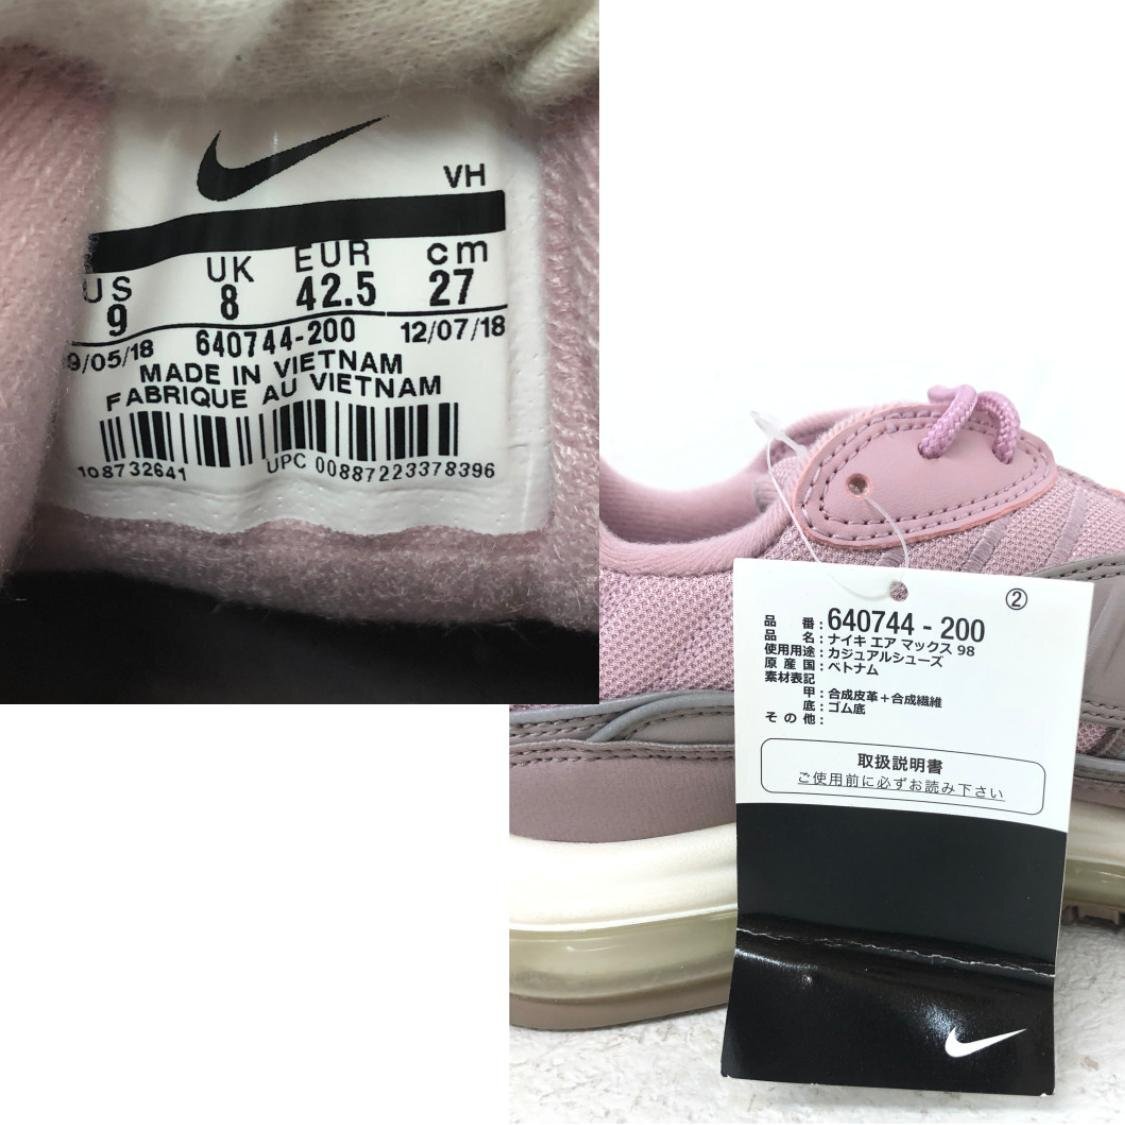 VH
US UK EUR cm
9 8 42.5 27
9/05/18 640744-200 12/07/18
MADE IN VIETNAM
FABRIQUE AU VIETNAM
108732641 UPC 00887223378396
②
品番:640744-200
品名:ナイキ エア マックス 98
使用用途:カジュアルシューズ
原産国:ベトナム
素材表記
甲:合成皮革+合成繊維
底:ゴム底
その他:
取扱説明書
ご使用前に必ずお読み下さい